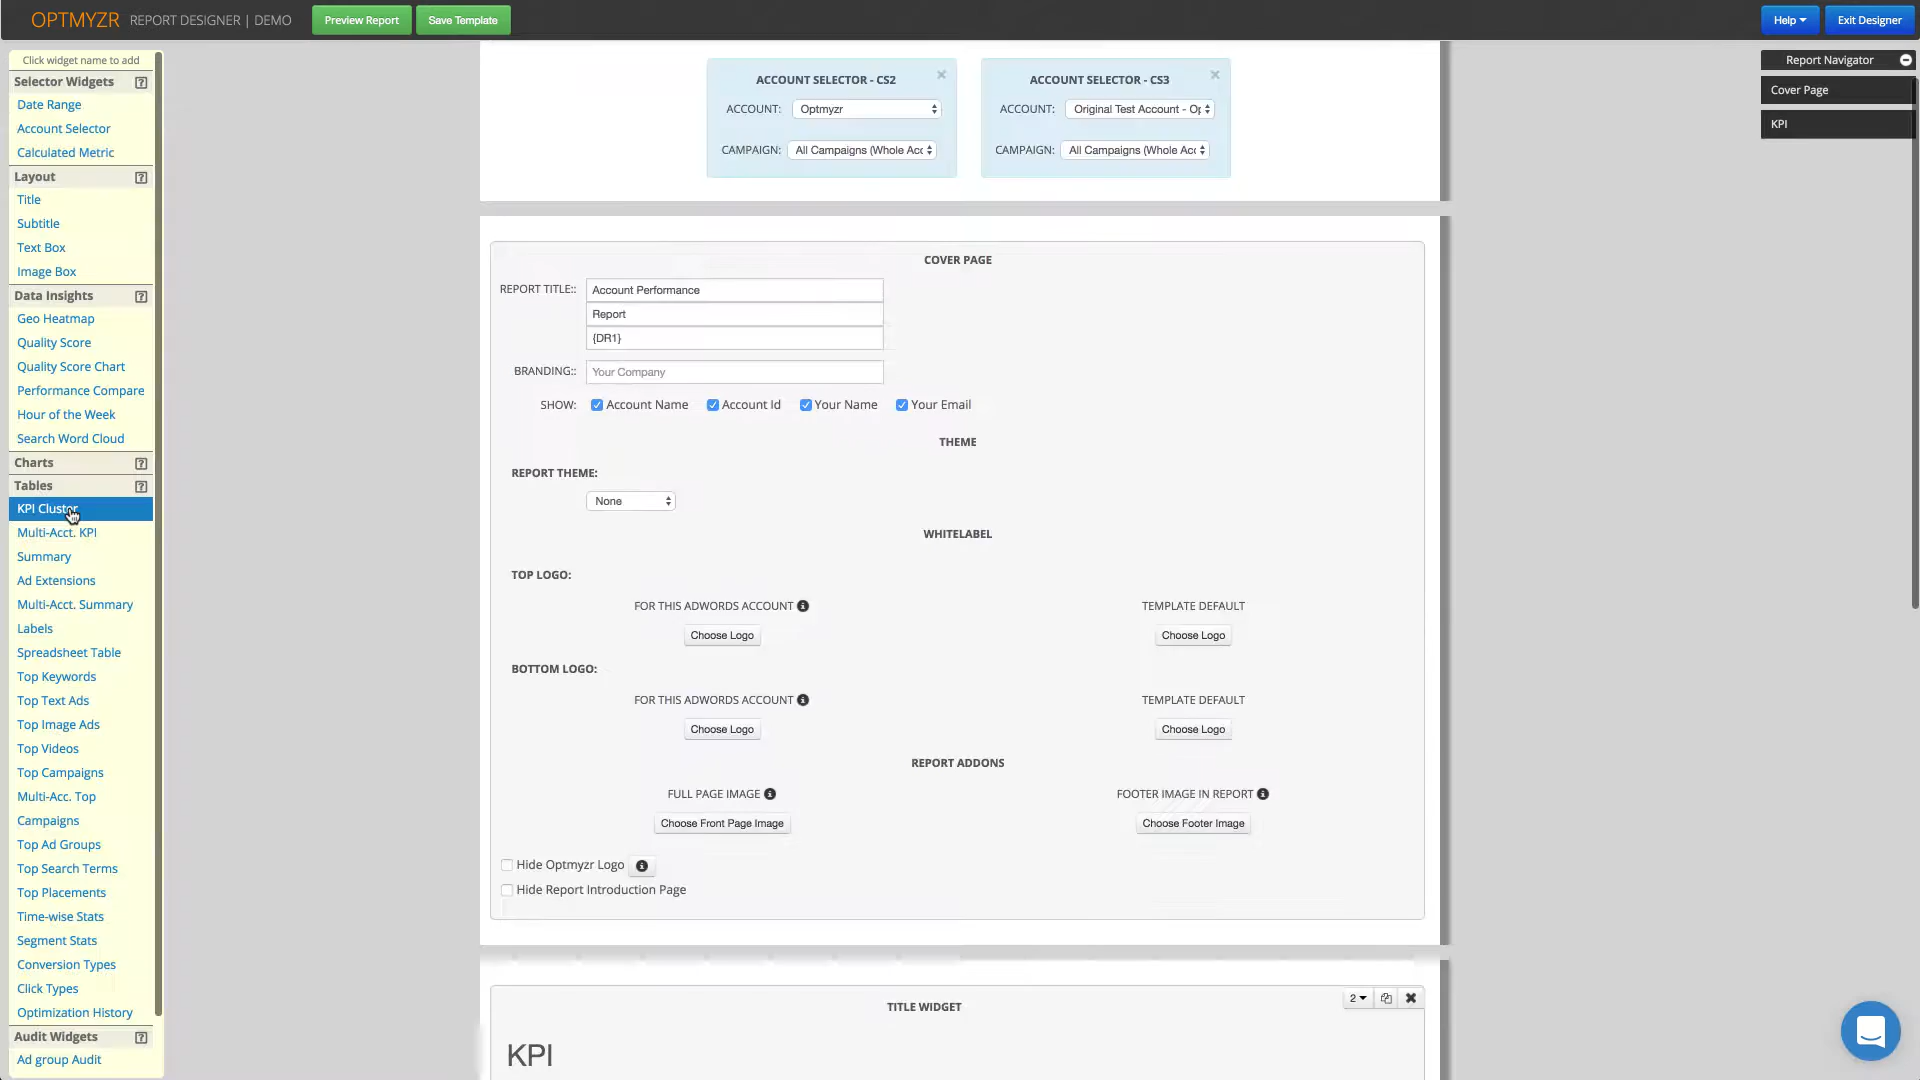 OPTMYZR REPORT DESIGNER | DEMO
Preview Report
Save Template
Help
Exit Designer
Click widget name to add
Selector Widgets
Date Range
Account Selector
Calculated Metric
Layout
Title
Subtitle
Text Box
Image Box
Data Insights
Geo Heatmap
Quality Score
Quality Score Chart
Performance Compare
Hour of the Week
Search Word Cloud
Charts
Tables
KPI Cluster
Multi-Acct. KPI
Summary
Ad Extensions
Multi-Acct. Summary
Labels
Spreadsheet Table
Top Keywords
Top Text Ads
Top Image Ads
Top Videos
Top Campaigns
Multi-Acc. Top
Campaigns
Top Ad Groups
Top Search Terms
Top Placements
Time-wise Stats
Segment Stats
Conversion Types
Click Types
Optimization History
Audit Widgets
Ad group Audit
ACCOUNT SELECTOR - CS2
ACCOUNT: Optmyzr
CAMPAIGN: All Campaigns (Whole Acc
ACCOUNT SELECTOR - CS3
ACCOUNT: Original Test Account - Op
CAMPAIGN: All Campaigns (Whole Acc
COVER PAGE
REPORT TITLE:: Account Performance
Report
{DR1}
BRANDING:: Your Company
SHOW: Account Name Account Id Your Name Your Email
THEME
REPORT THEME:
None
WHITELABEL
TOP LOGO:
FOR THIS ADWORDS ACCOUNT TEMPLATE DEFAULT
Choose Logo Choose Logo
BOTTOM LOGO:
FOR THIS ADWORDS ACCOUNT TEMPLATE DEFAULT
Choose Logo Choose Logo
REPORT ADDONS
FULL PAGE IMAGE FOOTER IMAGE IN REPORT
Choose Front Page Image Choose Footer Image
Hide Optmyzr Logo
Hide Report Introduction Page
TITLE WIDGET
2
KPI
Report Navigator
Cover Page
KPI